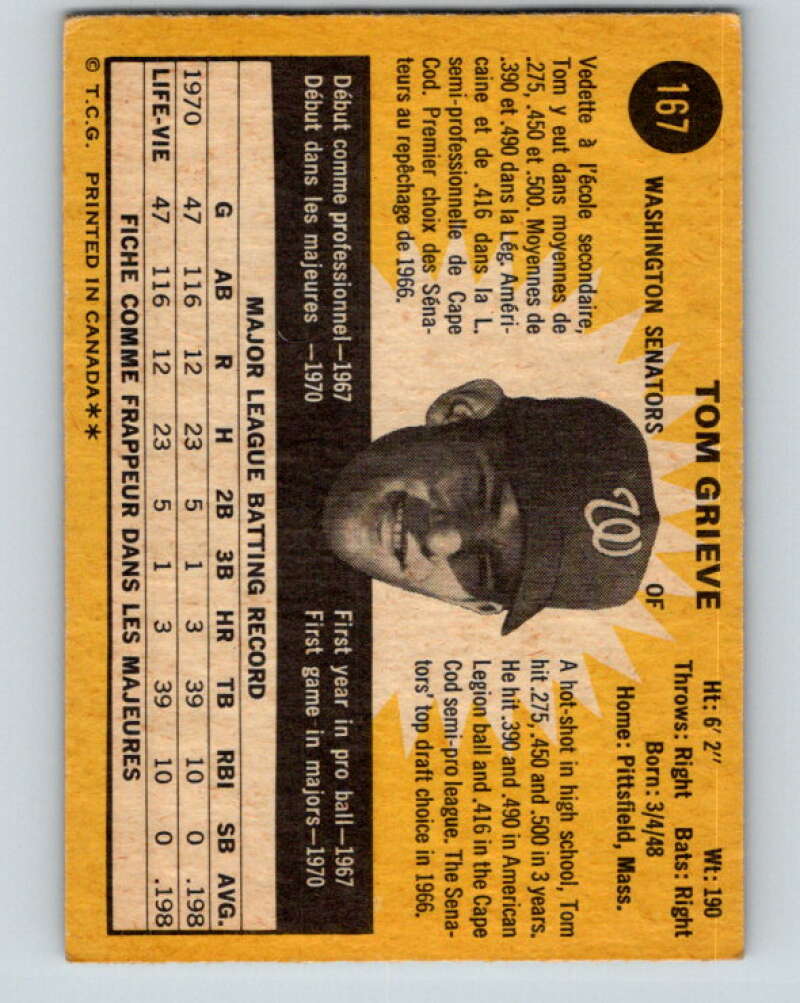 167
TOM GRIEVE
WASHINGTON SENATORS
OF
Ht: 6' 2" Wt: 190
Throws: Right Bats: Right
Born: 3/4/48
Home: Pittsfield, Mass.
Vedette à l'école secondaire,
Tom y eut dans moyennes de
.275, .450 et .500. Moyennes de
.390 et .490 dans la Lég. Améri-
caine et de .416 dans la L.
semi-professionnelle de Cape
Cod. Premier choix des Séna-
teurs au repêchage de 1966.
W
A hot-shot in high school, Tom
hit .275, .450 and .500 in 3 years.
He hit .390 and .490 in American
Legion ball and .416 in the Cape
Cod semi-pro league. The Sena-
tors' top draft choice in 1966.
Début comme professionnel—1967
Début dans les majeures —1970
First year in pro ball—1967
First game in majors—1970
MAJOR LEAGUE BATTING RECORD
G AB R H 2B 3B HR TB RBI SB AVG.
1970 47 116 12 23 5 1 3 39 10 0 .198
LIFE-VIE 47 116 12 23 5 1 3 39 10 0 .198
FICHE COMME FRAPPEUR DANS LES MAJEURES
© T.C.G. PRINTED IN CANADA**